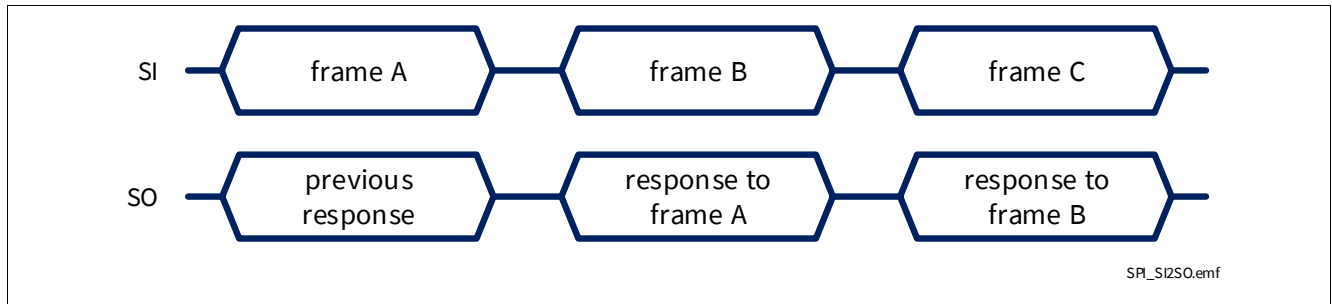 SI
frame A
frame B
frame C
SO
previous
response
response to
frame A
response to
frame B
SPI_SI2SO.emf